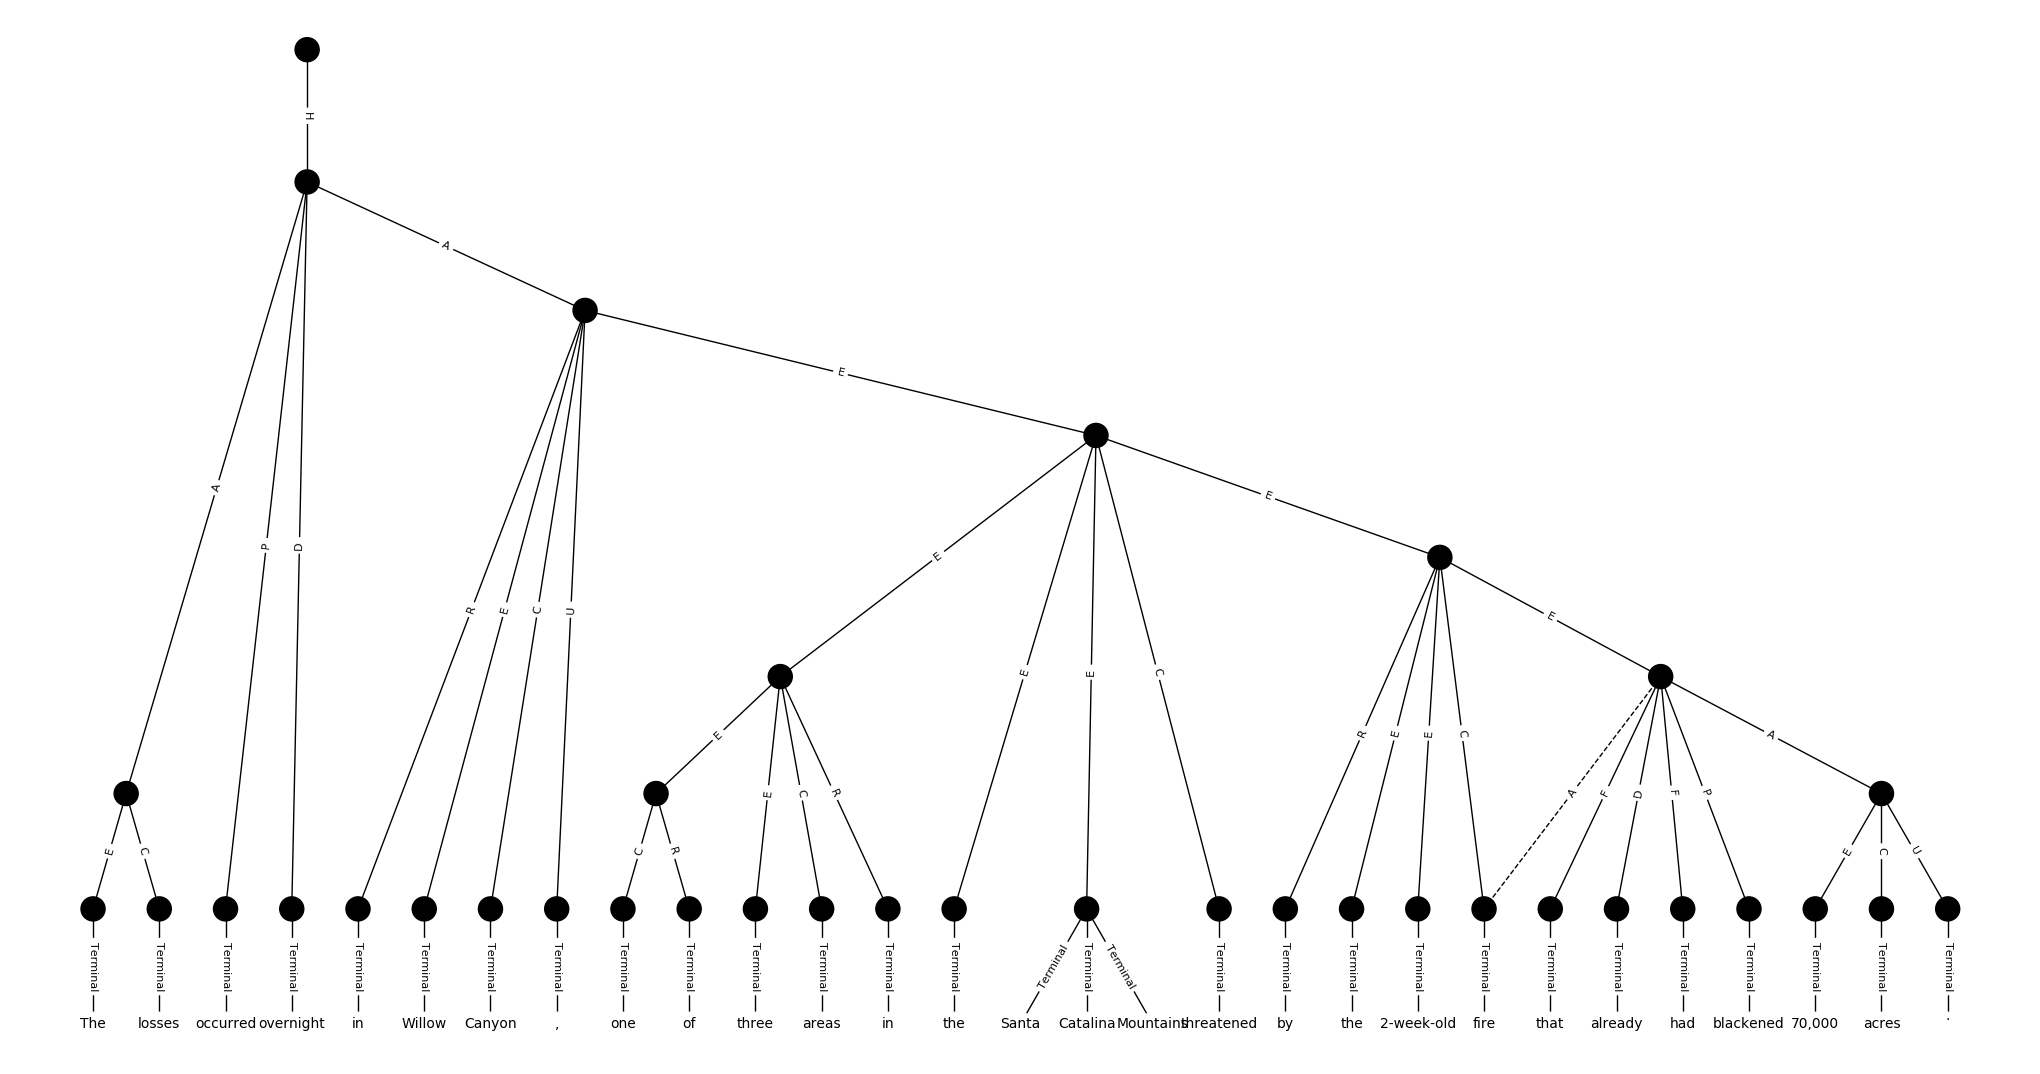 H
A
E
E
E
E
A
P
D
R
E
C
U
E
E
C
R
E
E
C
E
A
A
F
D
F
P
E
C
R
E
C
E
C
C
R
E
C
U
Terminal Terminal Terminal Terminal Terminal Terminal Terminal Terminal Terminal Terminal Terminal Terminal Terminal Terminal Terminal Terminal Terminal Terminal Terminal Terminal Terminal Terminal Terminal Terminal Terminal Terminal Terminal Terminal Terminal
The losses occurred overnight in Willow Canyon , one of three areas in the Santa Catalina Mountains threatened by the 2-week-old fire that already had blackened 70,000 acres .